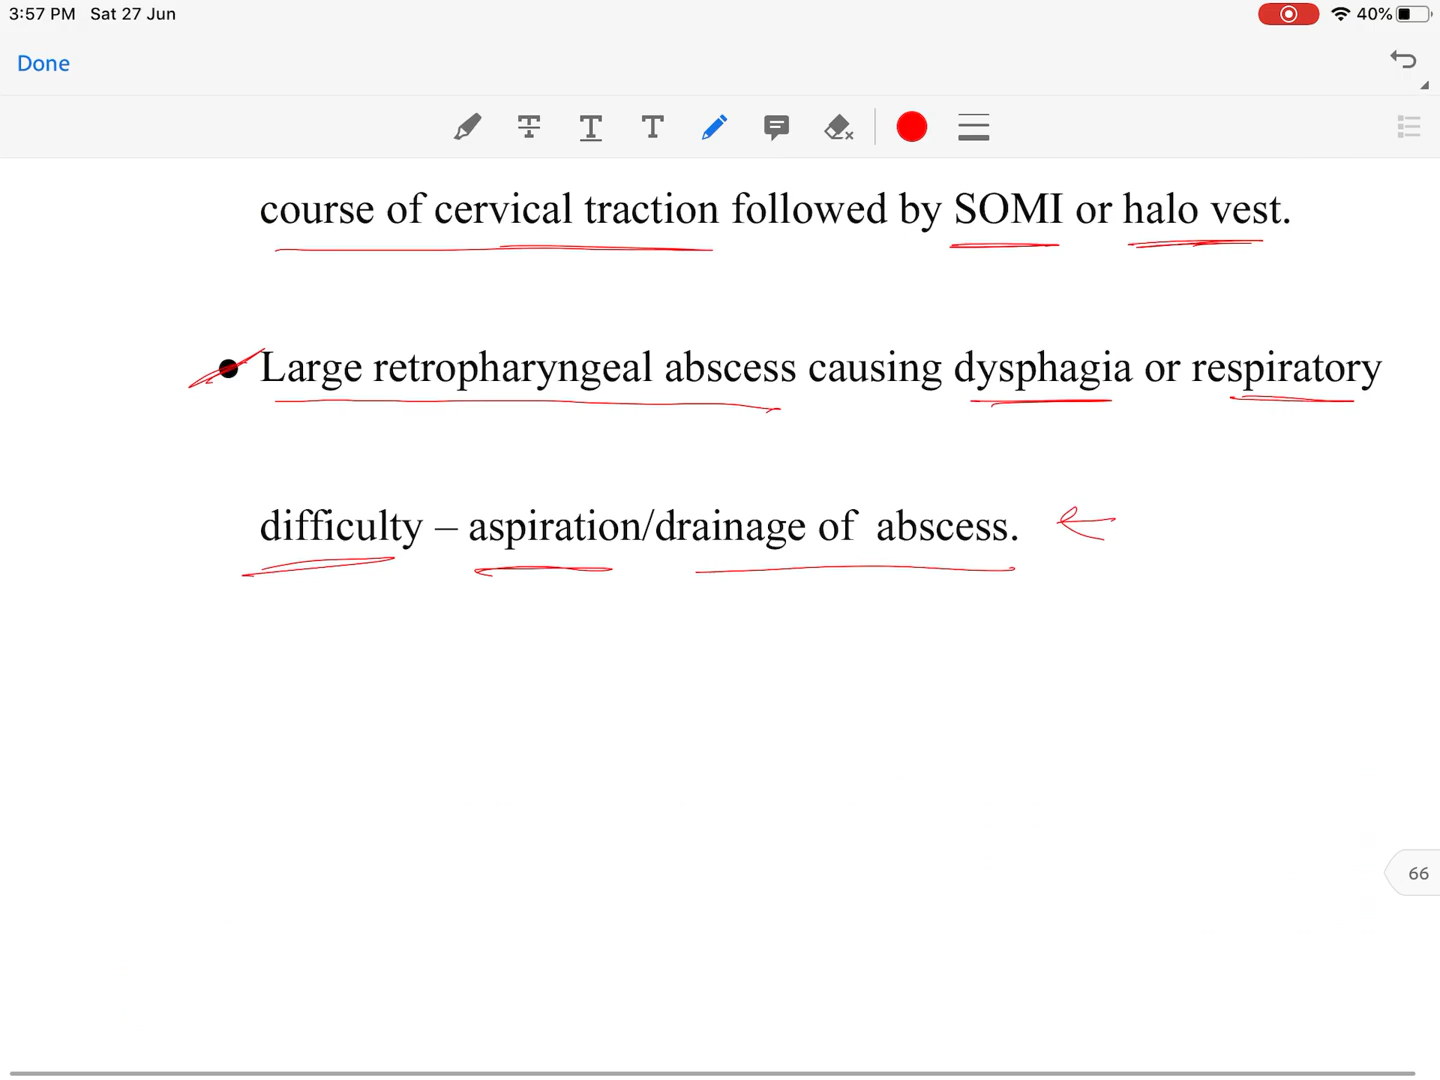 3:57 PM Sat 27 Jun
40%
Done
T T T
course of cervical traction followed by SOMI or halo vest.
● Large retropharyngeal abscess causing dysphagia or respiratory
difficulty – aspiration/drainage of abscess.
66